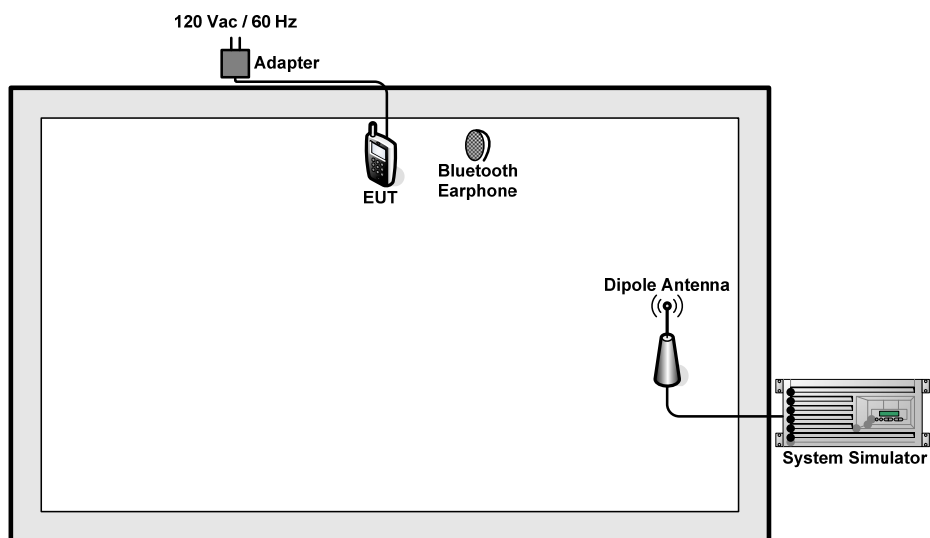 120 Vac / 60 Hz
Adapter
EUT
Bluetooth
Earphone
Dipole Antenna
System Simulator